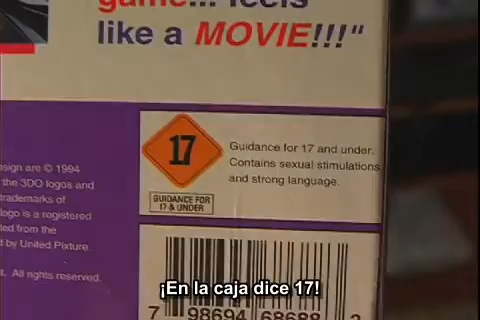 game!!! feels
like a MOVIE!!!"
17
Guidance for 17 and under.
Contains sexual stimulations
and strong language.
GUIDANCE FOR
17 & UNDER
sign are © 1994
the 3DO logos and
trademarks of
logo is a registered
ted from the
d by United Pixture.
All rights reserved.
7 98694 68688 2
¡En la caja dice 17!